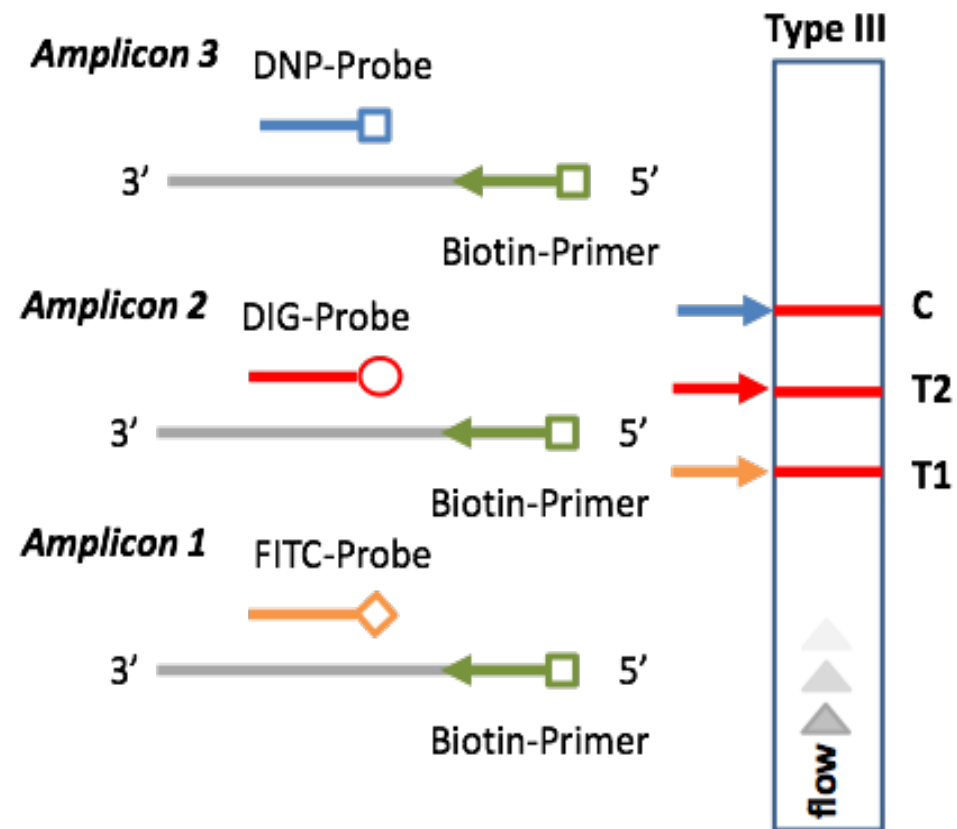 Type III
Amplicon 3
DNP-Probe
3′ 5′
Biotin-Primer
Amplicon 2
DIG-Probe
C
T2
3′ 5′
T1
Biotin-Primer
Amplicon 1
FITC-Probe
3′ 5′
Biotin-Primer
flow